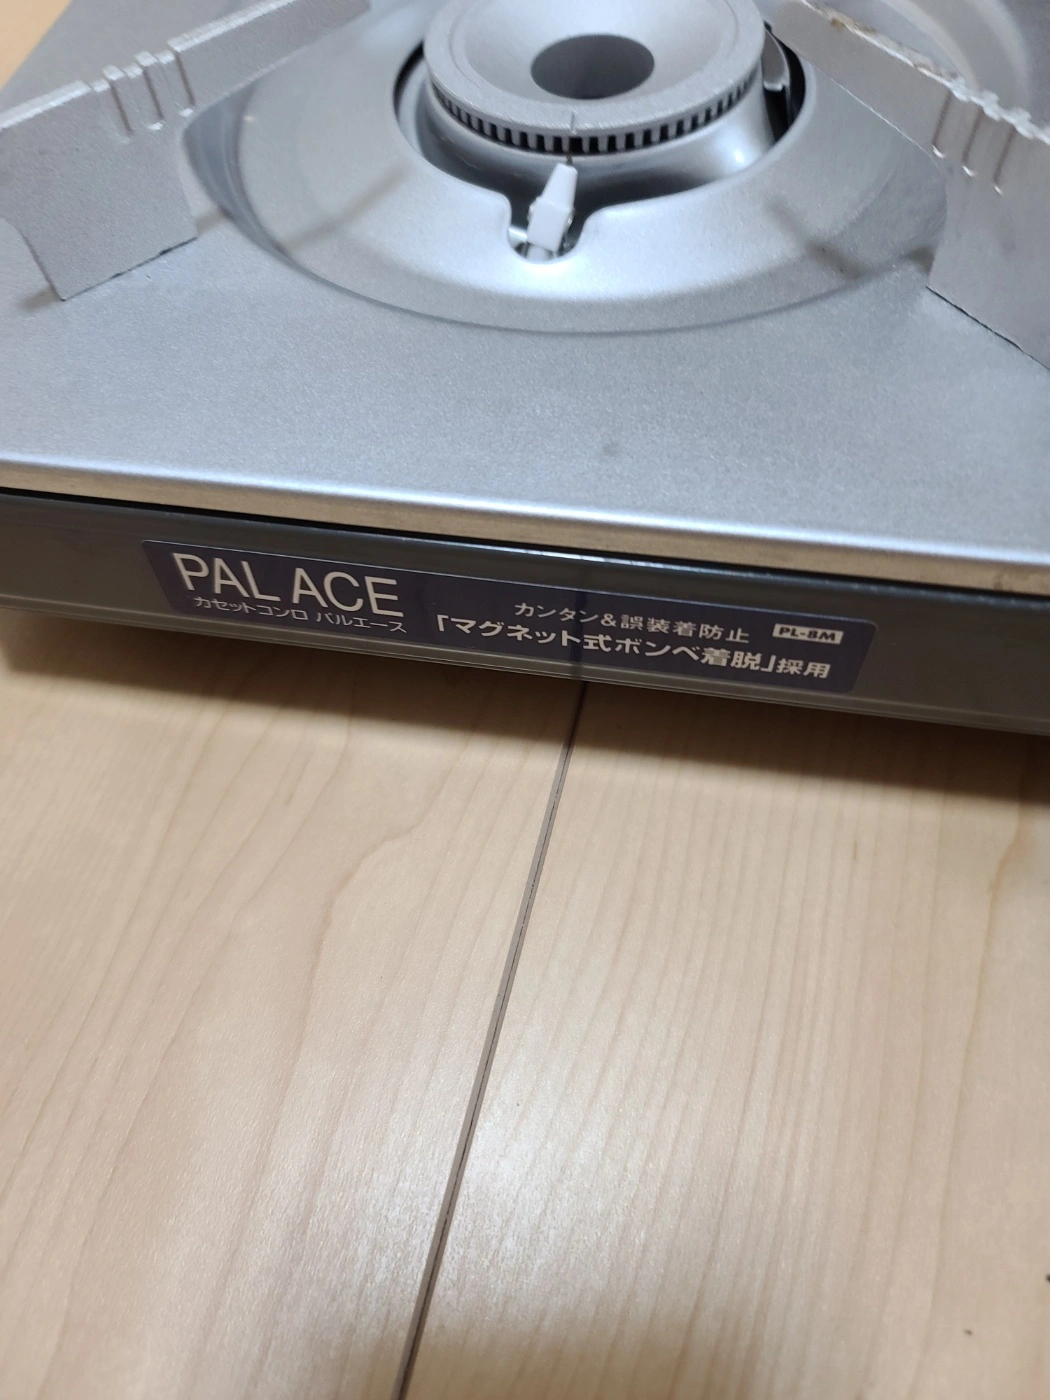 PAL ACE
カセットコンロ パルエース
カンタン&誤装着防止 PL-8M
「マグネット式ボンベ着脱」採用